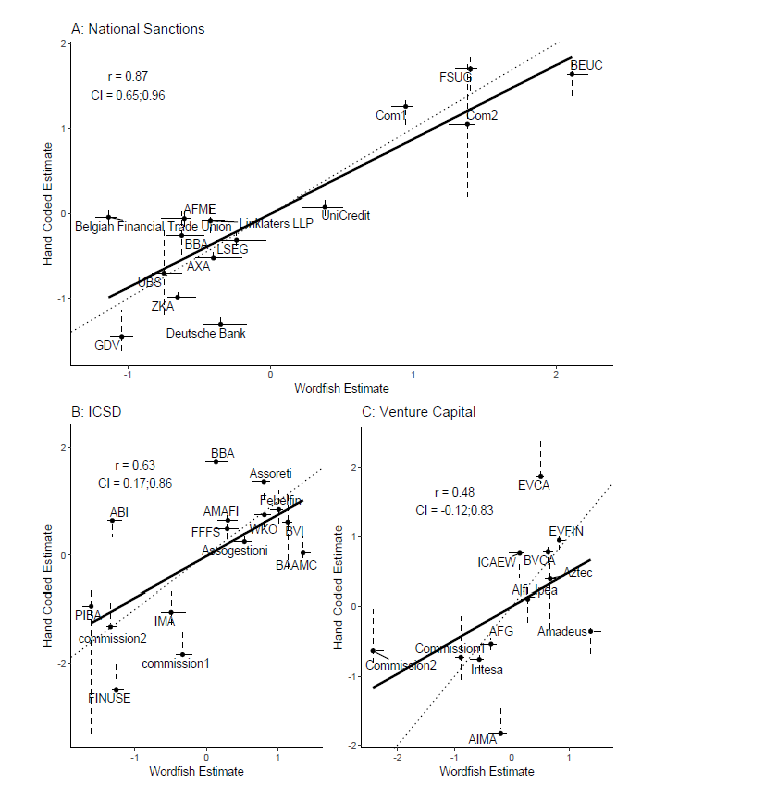 A: National Sanctions
r = 0.87
CI = 0.65;0.96
FSUG
BEUC
Com1
Com2
AFME
Belgian Financial Trade Union
Linklaters LLP
UniCredit
BBA
LSEG
AXA
UBS
ZKA
Deutsche Bank
GDV
Hand Coded Estimate
2
1
0
-1
-1
0
1
2
Wordfish Estimate
B: ICSD
r = 0.63
CI = 0.17;0.86
BBA
Assoreti
Febelfin
ABI
AMAFI
FFFS
WKO
BVI
Assogestioni
BAAMC
PIBA
IMA
commission2
commission1
FINUSE
Hand Coded Estimate
2
0
-2
-1
0
1
Wordfish Estimate
C: Venture Capital
r = 0.48
CI = -0.12;0.83
EVCA
EVFIN
ICAEW
BVCA
Aztec
AFG
Amadeus
Commission1
Commission2
Intesa
AIMA
Hand Coded Estimate
2
1
0
-1
-2
-2
-1
0
1
Wordfish Estimate